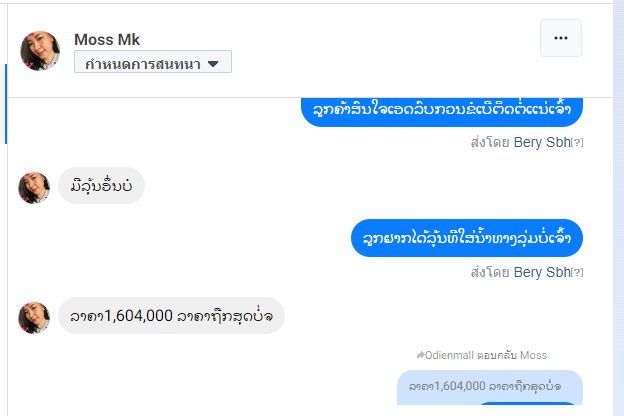 Moss Mk
กำหนดการสนทนา
ລູກຄ້າສົນໃຈເອດລົບກວນຂໍເບີຕິດຕໍ່ແນ່ເຈົ້າ
ส่งโดย Bery Sbh[?]
ມີລຸ້ນອຶ່ນບໍ
ລູກຢາກໄດ້ລຸ້ນທີໃສ່ນ້ຳທາງລຸ່ມບໍ່ເຈົ້າ
ส่งโดย Bery Sbh[?]
ລາຄາ1,604,000 ລາຄາຖືກສຸດບໍ່ຈ
Odienmall ตอบกลับ Moss
ລາຄາ1,604,000 ລາຄາຖືກສຸດບໍ່ຈ